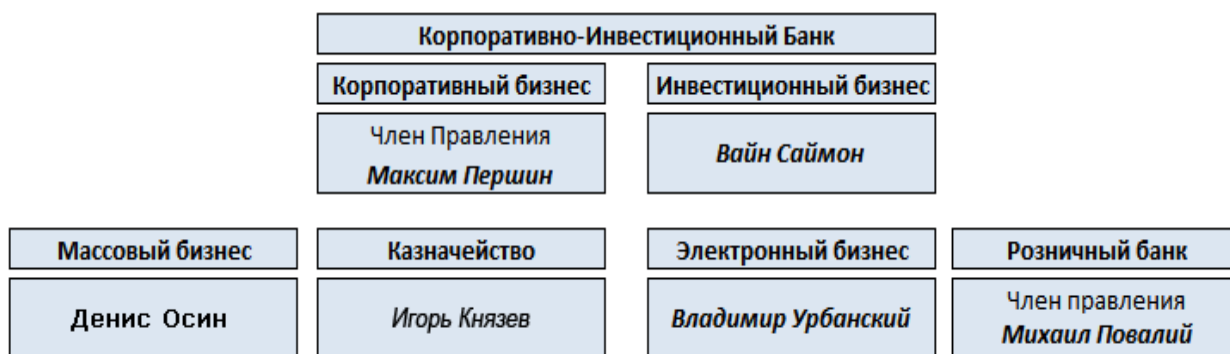 Корпоративно-Инвестиционный Банк
Корпоративный бизнес
Инвестиционный бизнес
Член Правления
Максим Першин
Вайн Саймон
Массовый бизнес
Казначейство
Электронный бизнес
Розничный банк
Денис Осин
Игорь Князев
Владимир Урбанский
Член правления
Михаил Повалий